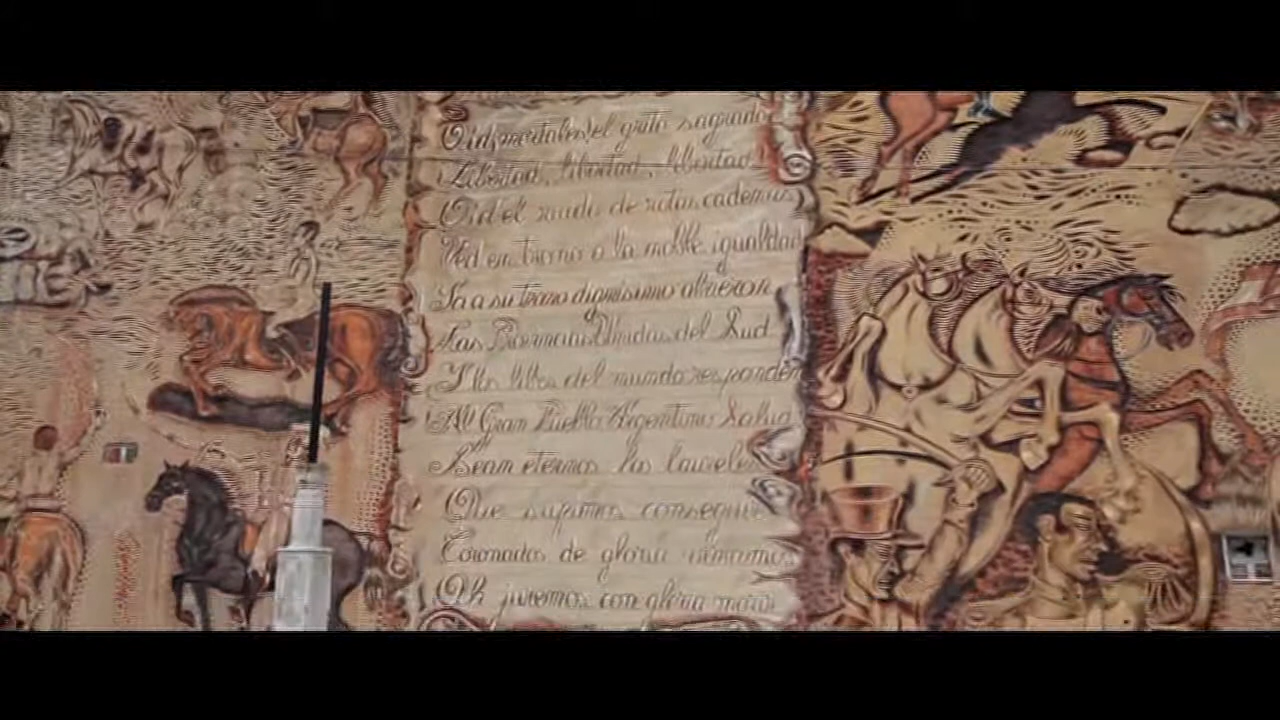 Oid, mortales! el grito sagrado
Libertad, libertad, libertad!
Oid el ruido de rotas cadenas
Ved en trono a la noble igualdad
Ya a su trono dignisimo abrieron
Las Provincias Unidas del Sud
Y los libres del mundo responden
Al Gran Pueblo Argentino Salud
Sean eternos los laureles
Que supimos conseguir
Coronados de gloria vivamos
Oh juremos con gloria morir